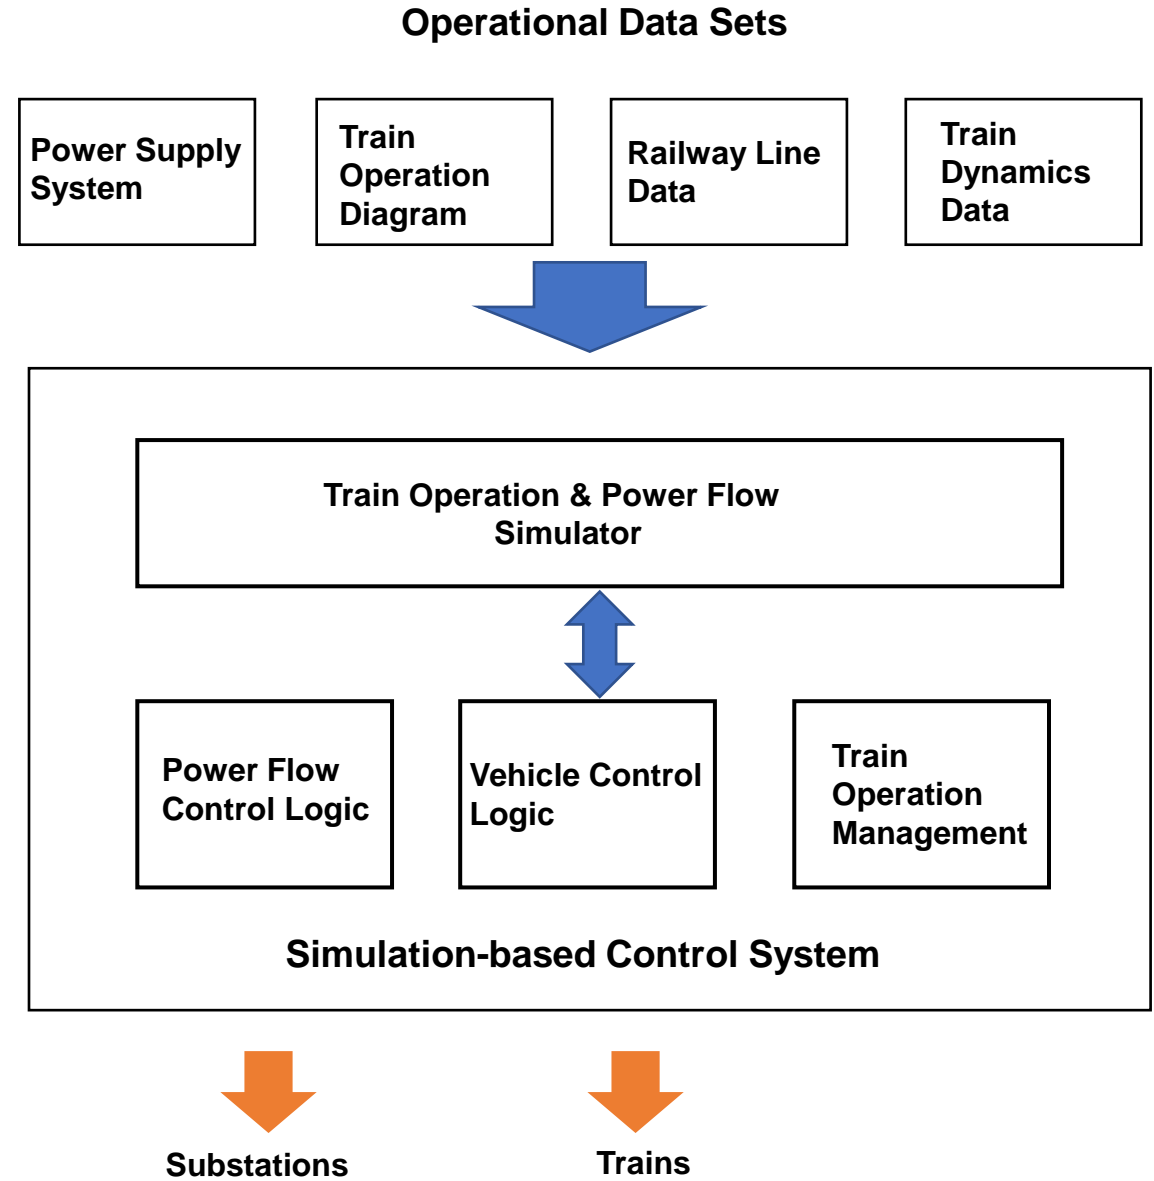 Operational Data Sets
Power Supply
System
Train
Operation
Diagram
Railway Line
Data
Train
Dynamics
Data
Train Operation & Power Flow
Simulator
Power Flow
Control Logic
Vehicle Control
Logic
Train
Operation
Management
Simulation-based Control System
Substations
Trains